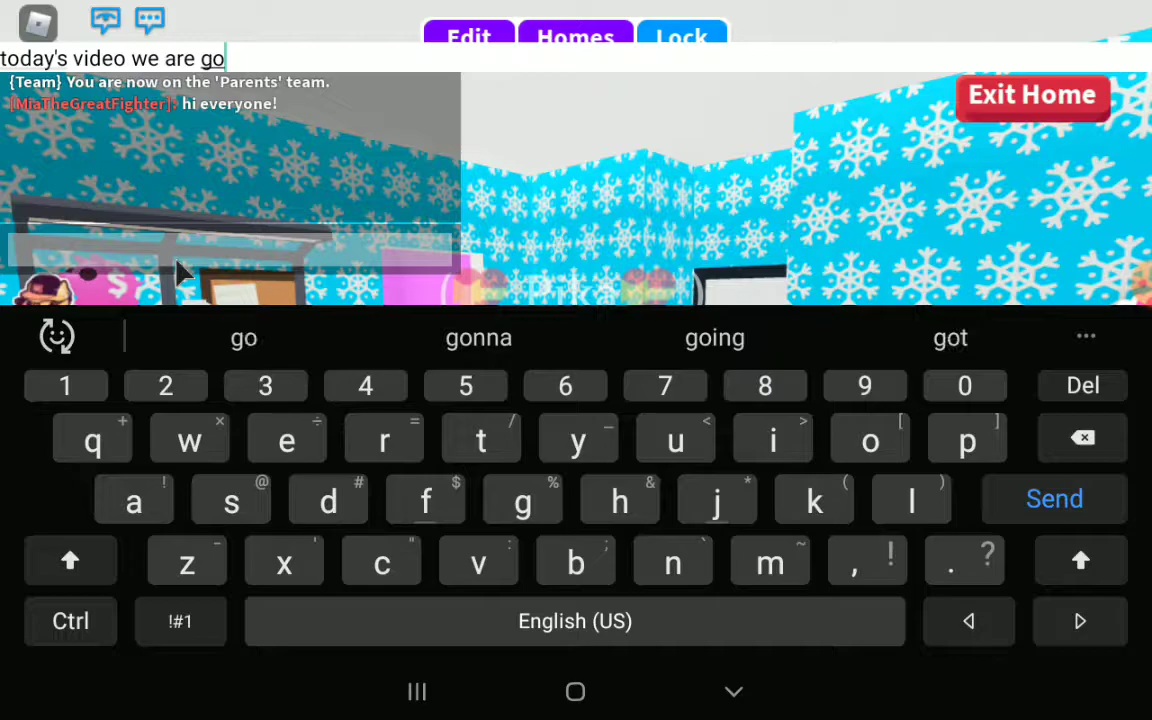 Edit Homes Lock
today's video we are go
{Team} You are now on the 'Parents' team.
[MiaTheGreatFighter]: hi everyone!
Exit Home
$
go gonna going got ...
1 2 3 4 5 6 7 8 9 0 Del
+ × ÷ = / _ < > [ ]
q w e r t y u i o p
! @ # $ % & * ( )
a s d f g h j k l Send
- ' " : ; ` ~ ! ?
z x c v b n m , .
Ctrl !#1 English (US)